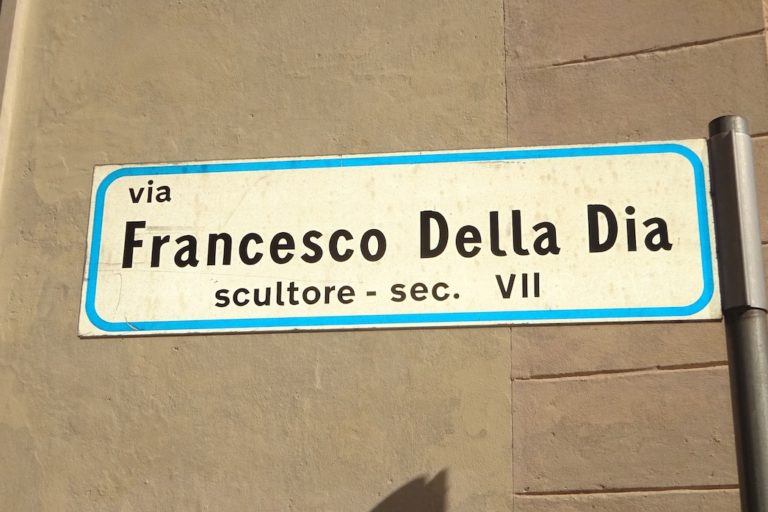 via
Francesco Della Dia
scultore - sec. VII